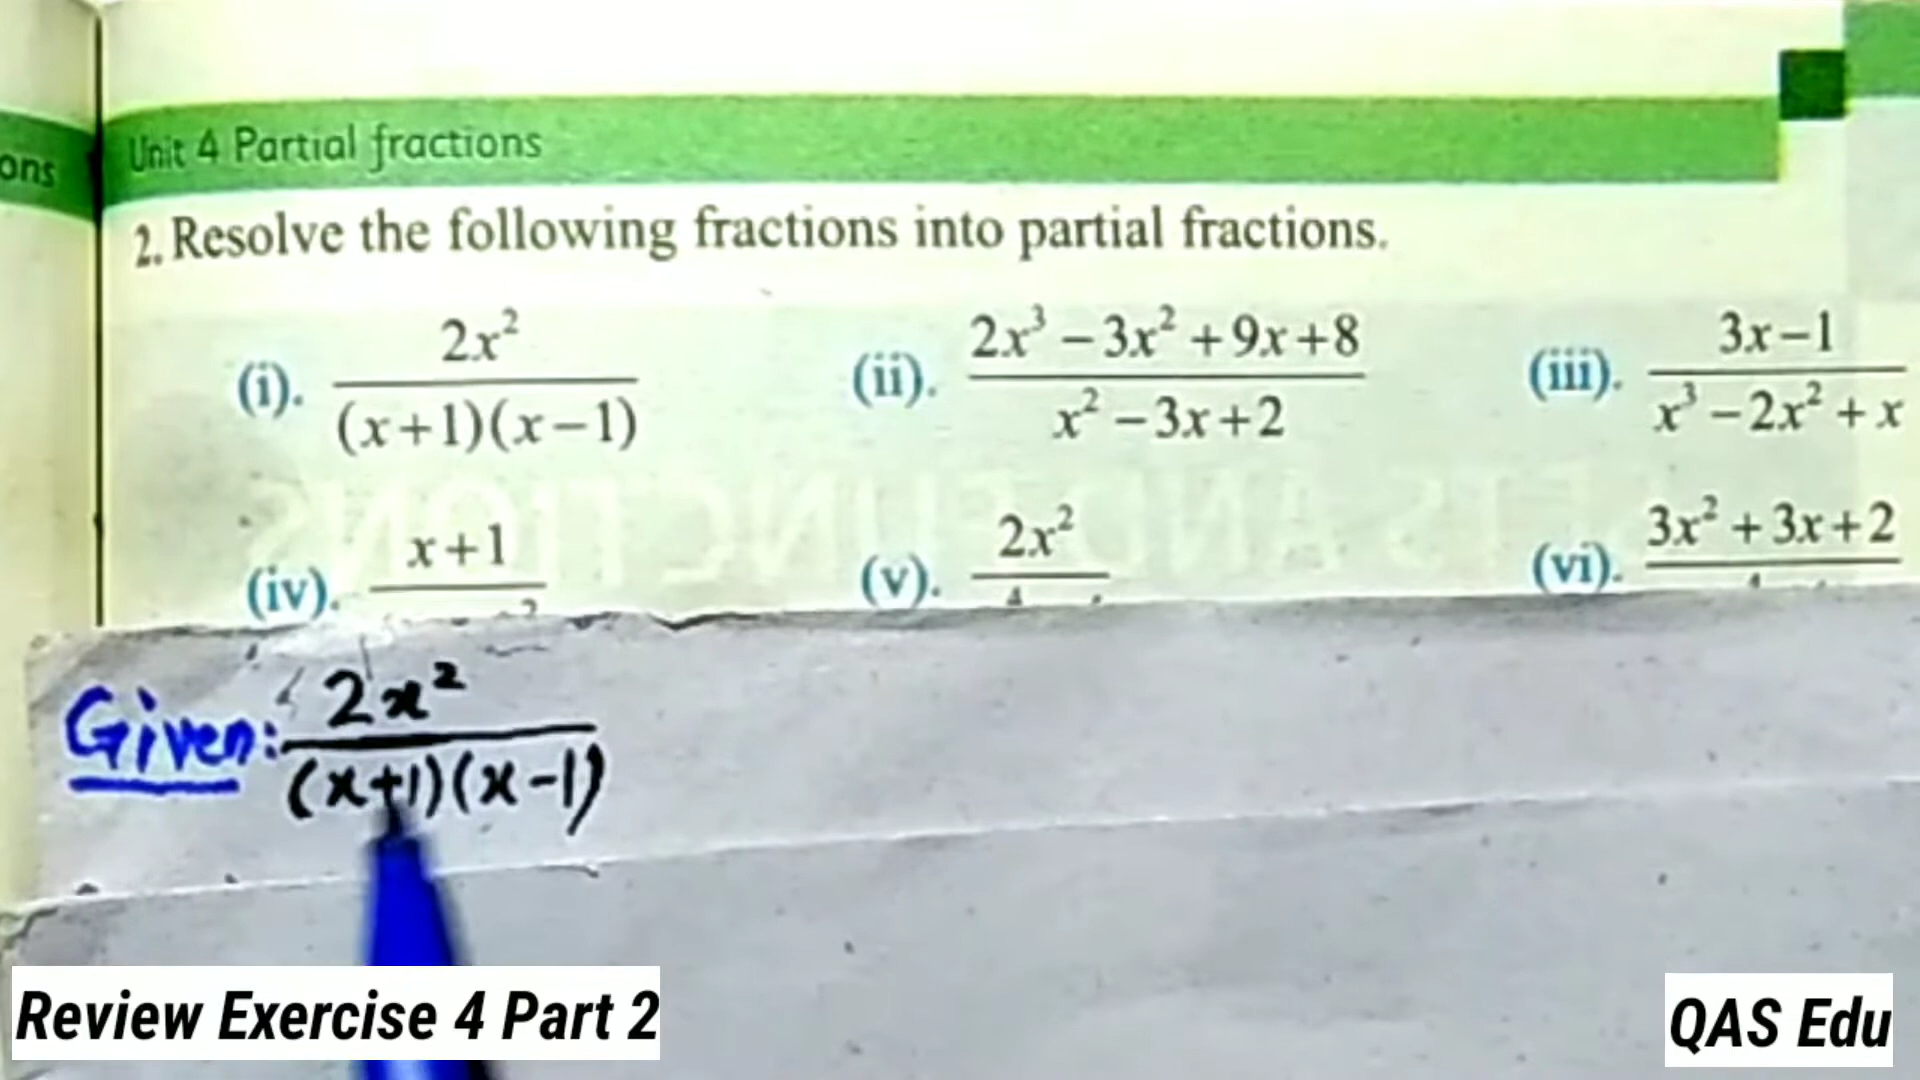 ons
Unit 4 Partial fractions
2. Resolve the following fractions into partial fractions.
(i). 2x² / (x+1)(x−1) (ii). 2x³ −3x² +9x+8 / x² −3x+2 (iii). 3x−1 / x³ −2x² + x
(iv). x+1 (v). 2x² (vi). 3x² +3x+2
Given: 2x² / (x+1)(x-1)
Review Exercise 4 Part 2
QAS Edu